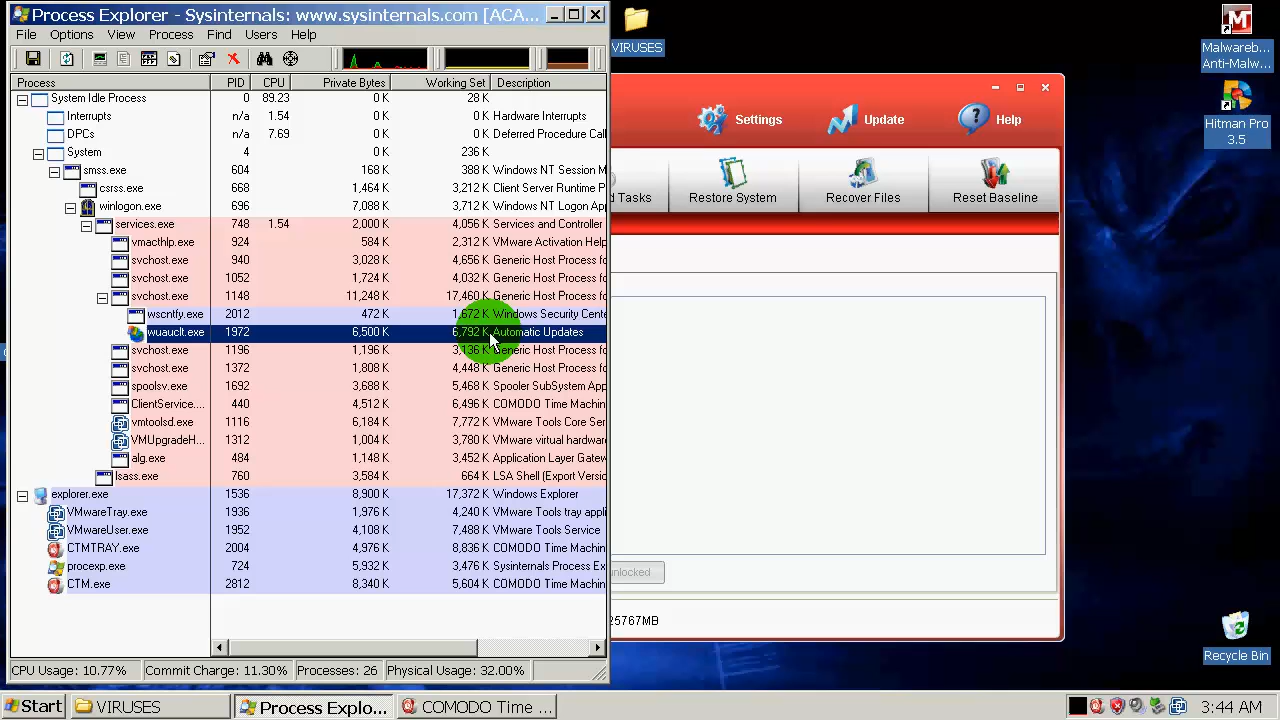 Process Explorer - Sysinternals: www.sysinternals.com [ACA...
File Options View Process Find Users Help
Process PID CPU Private Bytes Working Set Description
System Idle Process 0 89.23 0 K 28 K
Interrupts n/a 1.54 0 K 0 K Hardware Interrupts
DPCs n/a 7.69 0 K 0 K Deferred Procedure Call
System 4 0 K 236 K
smss.exe 604 168 K 388 K Windows NT Session M
csrss.exe 668 1,464 K 3,212 K Client Server Runtime P
winlogon.exe 696 7,088 K 3,712 K Windows NT Logon App
services.exe 748 1.54 2,000 K 4,056 K Services and Controller
vmacthlp.exe 924 584 K 2,312 K VMware Activation Help
svchost.exe 940 3,028 K 4,656 K Generic Host Process fo
svchost.exe 1052 1,724 K 4,032 K Generic Host Process fo
svchost.exe 1148 11,248 K 17,460 K Generic Host Process fo
wscntfy.exe 2012 472 K 1,672 K Windows Security Cente
wuauclt.exe 1972 6,500 K 6,792 K Automatic Updates
svchost.exe 1196 1,196 K 3,136 K Generic Host Process fo
svchost.exe 1372 1,808 K 4,448 K Generic Host Process fo
spoolsv.exe 1692 3,688 K 5,468 K Spooler SubSystem App
ClientService.... 440 4,512 K 6,496 K COMODO Time Machin
vmtoolsd.exe 1116 6,184 K 7,772 K VMware Tools Core Ser
VMUpgradeH... 1312 1,004 K 3,780 K VMware virtual hardware
alg.exe 484 1,148 K 3,452 K Application Layer Gatew
lsass.exe 760 3,584 K 664 K LSA Shell (Export Version
explorer.exe 1536 8,900 K 17,372 K Windows Explorer
VMwareTray.exe 1936 1,976 K 4,240 K VMware Tools tray appli
VMwareUser.exe 1952 4,108 K 7,488 K VMware Tools Service
CTMTRAY.exe 2004 4,976 K 8,836 K COMODO Time Machin
procexp.exe 724 5,932 K 3,476 K Sysinternals Process Ex
CTM.exe 2812 8,340 K 5,604 K COMODO Time Machin
CPU Usage: 10.77% Commit Charge: 11.30% Processes: 26 Physical Usage: 32.00%
VIRUSES
Settings Update Help
d Tasks Restore System Recover Files Reset Baseline
unlocked
25767MB
Malwareb...
Anti-Malw...
Hitman Pro
3.5
Recycle Bin
Start VIRUSES Process Explo... COMODO Time ... 3:44 AM